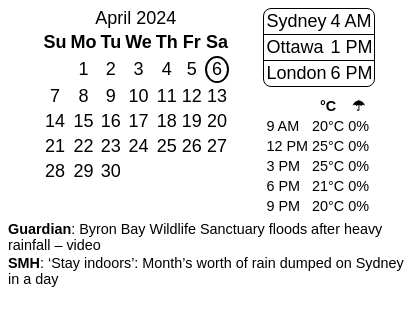 April 2024
Su Mo Tu We Th Fr Sa
1 2 3 4 5 6
7 8 9 10 11 12 13
14 15 16 17 18 19 20
21 22 23 24 25 26 27
28 29 30
Sydney 4 AM
Ottawa 1 PM
London 6 PM
°C ☂
9 AM 20°C 0%
12 PM 25°C 0%
3 PM 25°C 0%
6 PM 21°C 0%
9 PM 20°C 0%
Guardian: Byron Bay Wildlife Sanctuary floods after heavy
rainfall – video
SMH: ‘Stay indoors’: Month’s worth of rain dumped on Sydney
in a day